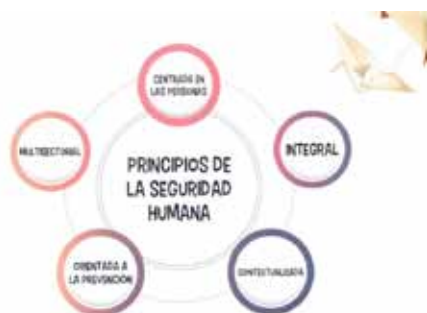 CENTRADA EN
LAS PERSONAS
MULTISECTORIAL
INTEGRAL
PRINCIPIOS DE
LA SEGURIDAD
HUMANA
ORIENTADA A
LA PREVENCIÓN
CONTEXTUALIZADA